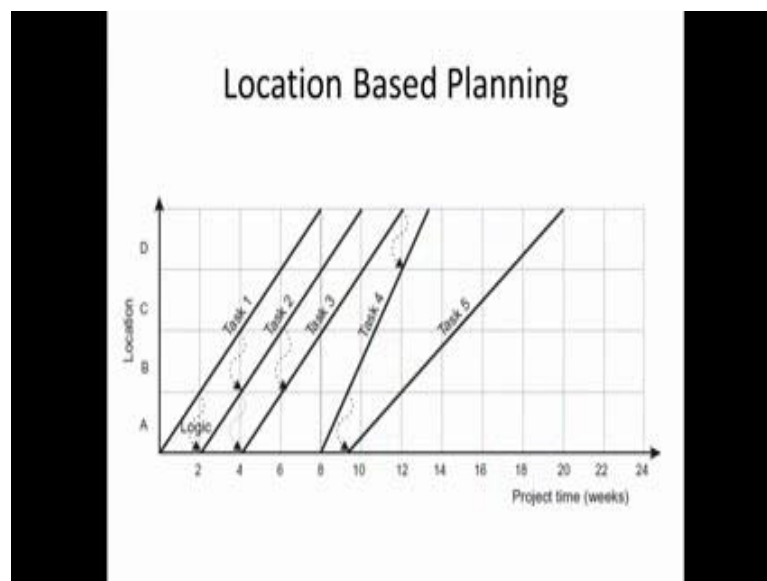 Location Based Planning
D
C
B
A
Location
Task 1
Task 2
Task 3
Task 4
Task 5
Logic
2 4 6 8 10 12 14 16 18 20 22 24
Project time (weeks)